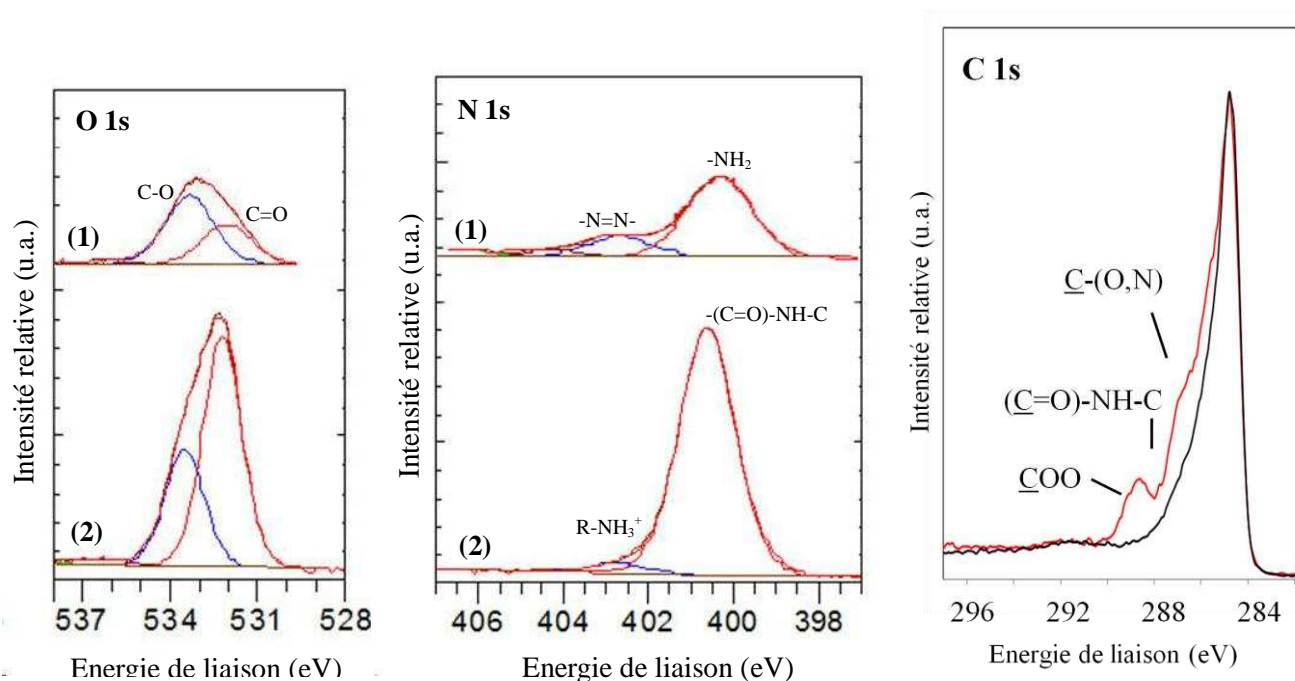 O 1s
C-O
C=O
(1)
(2)
Intensité relative (u.a.)
537 534 531 528
Energie de liaison (eV)
N 1s
-NH₂
-N=N-
(1)
-(C=O)-NH-C
R-NH₃⁺
(2)
Intensité relative (u.a.)
406 404 402 400 398
Energie de liaison (eV)
C 1s
C-(O,N)
(C=O)-NH-C
COO
Intensité relative (u.a.)
296 292 288 284
Energie de liaison (eV)